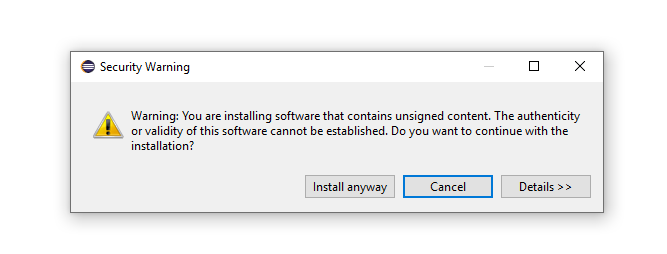 Security Warning
Warning: You are installing software that contains unsigned content. The authenticity
or validity of this software cannot be established. Do you want to continue with the
installation?
Install anyway Cancel Details >>